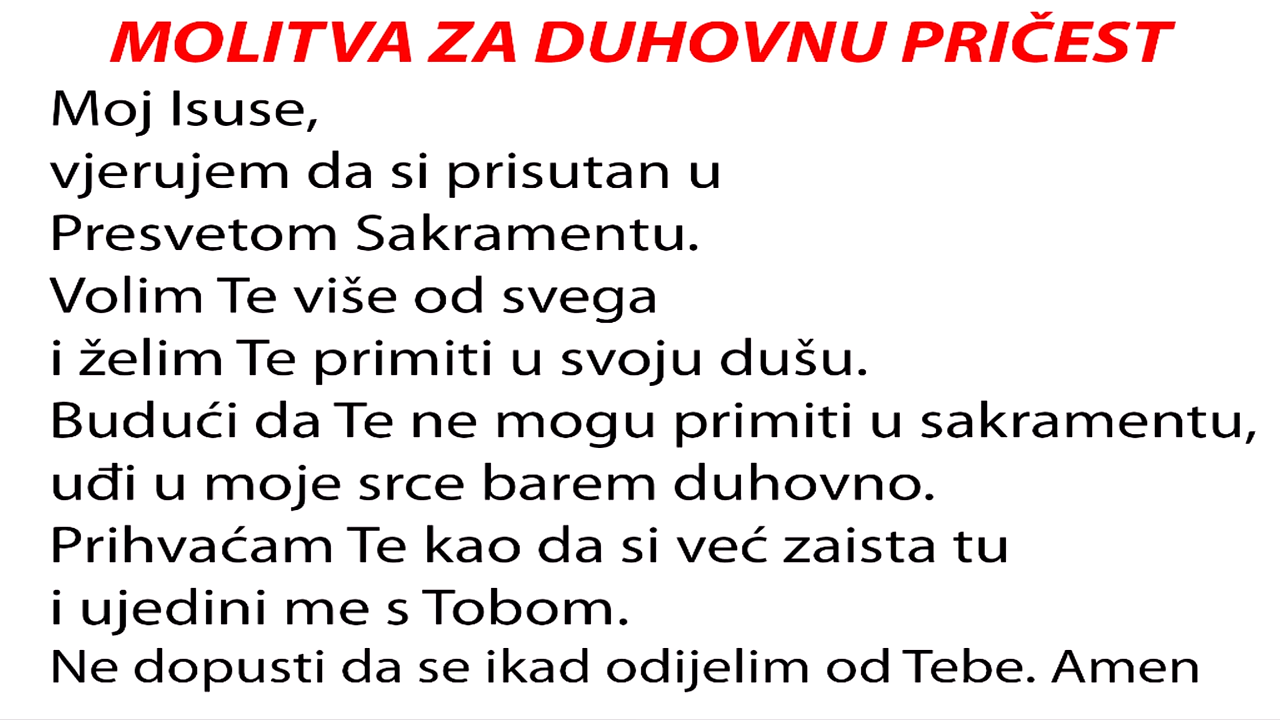 MOLITVA ZA DUHOVNU PRIČEST
Moj Isuse,
vjerujem da si prisutan u
Presvetom Sakramentu.
Volim Te više od svega
i želim Te primiti u svoju dušu.
Budući da Te ne mogu primiti u sakramentu,
uđi u moje srce barem duhovno.
Prihvaćam Te kao da si već zaista tu
i ujedini me s Tobom.
Ne dopusti da se ikad odijelim od Tebe. Amen